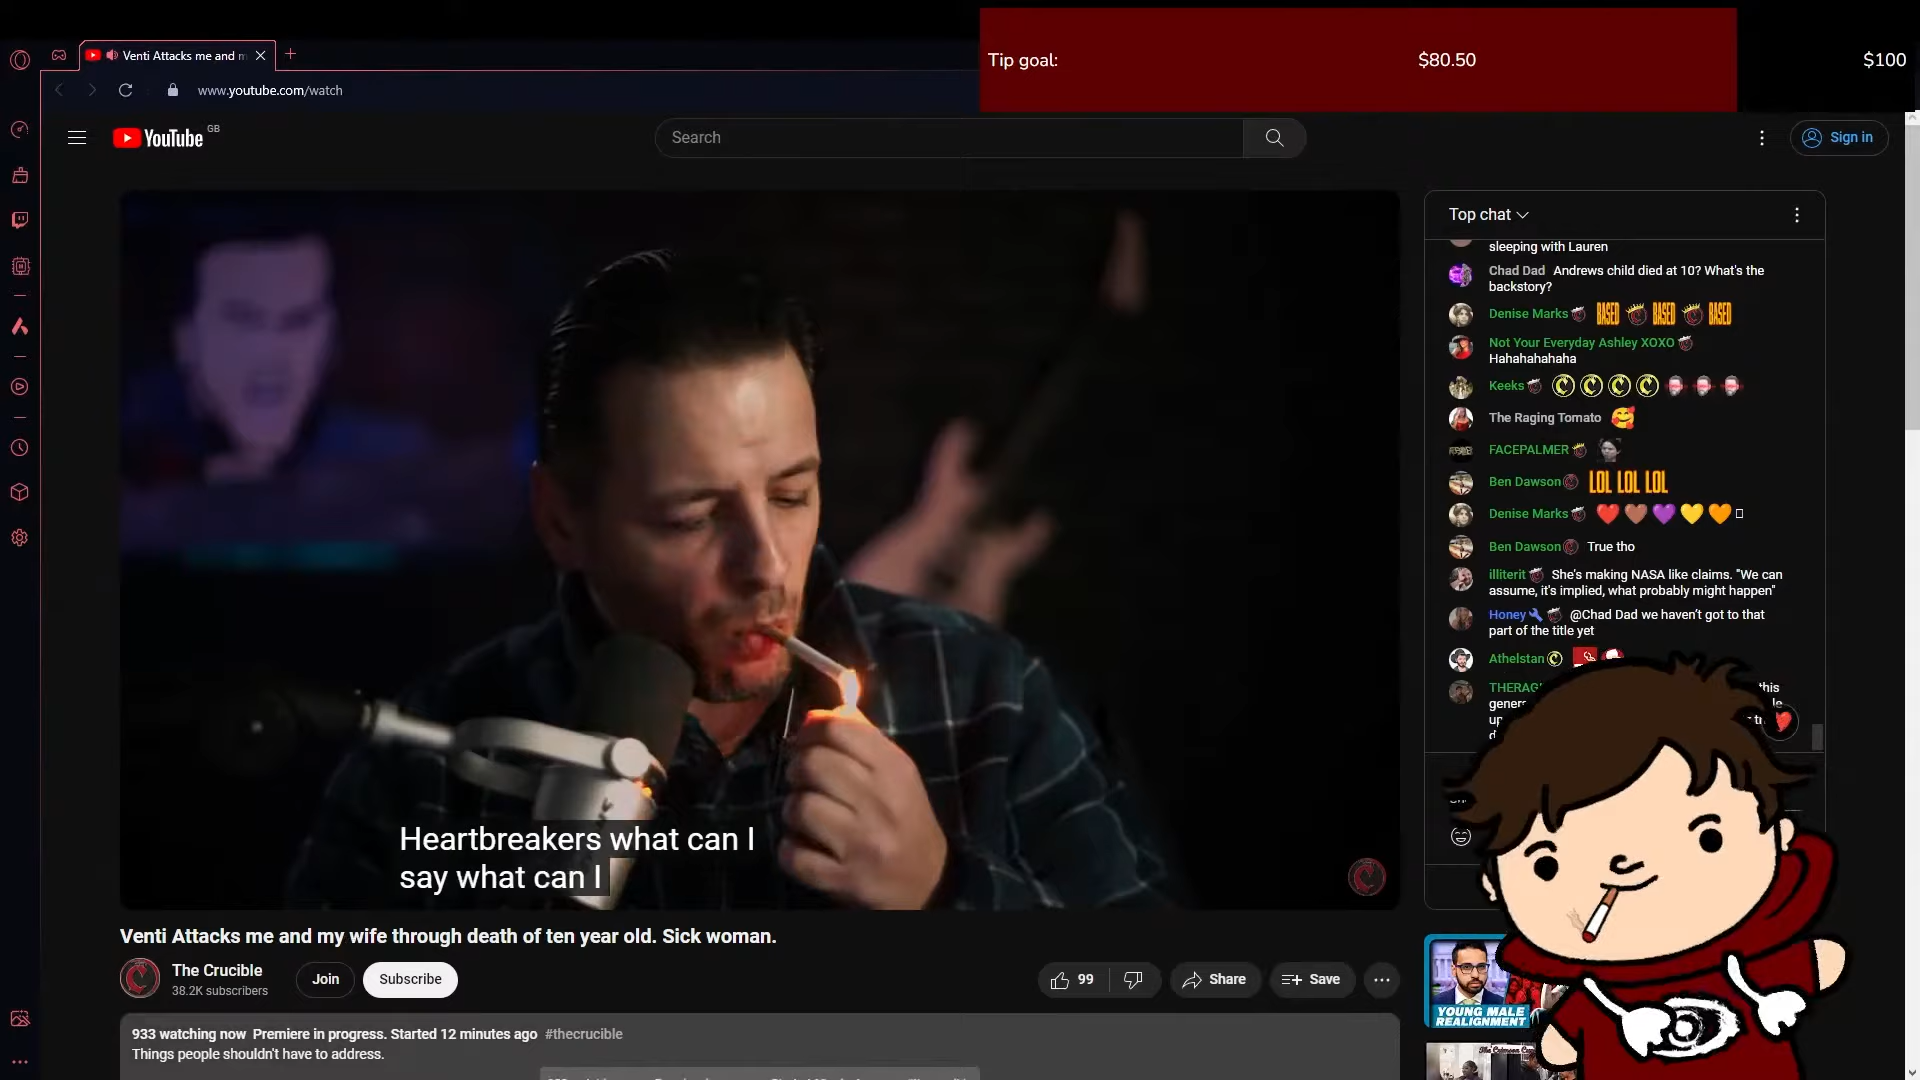 Tip goal:
$80.50
$100
Venti Attacks me and m
www.youtube.com/watch
YouTube
GB
Search
Sign in
Top chat
sleeping with Lauren
Chad Dad Andrews child died at 10? What's the
backstory?
Denise Marks BASED BASED BASED
Not Your Everyday Ashley XOXO
Hahahahahaha
Keeks
The Raging Tomato
FACEPALMER
Ben Dawson LOL LOL LOL
Denise Marks
Ben Dawson True tho
illiterit She's making NASA like claims. "We can
assume, it's implied, what probably might happen"
Honey @Chad Dad we haven't got to that
part of the title yet
Athelstan
this
Heartbreakers what can I
say what can I
Venti Attacks me and my wife through death of ten year old. Sick woman.
The Crucible
38.2K subscribers
Join
Subscribe
99
Share
Save
YOUNG MALE
REALIGNMENT
933 watching now Premiere in progress. Started 12 minutes ago #thecrucible
Things people shouldn't have to address.